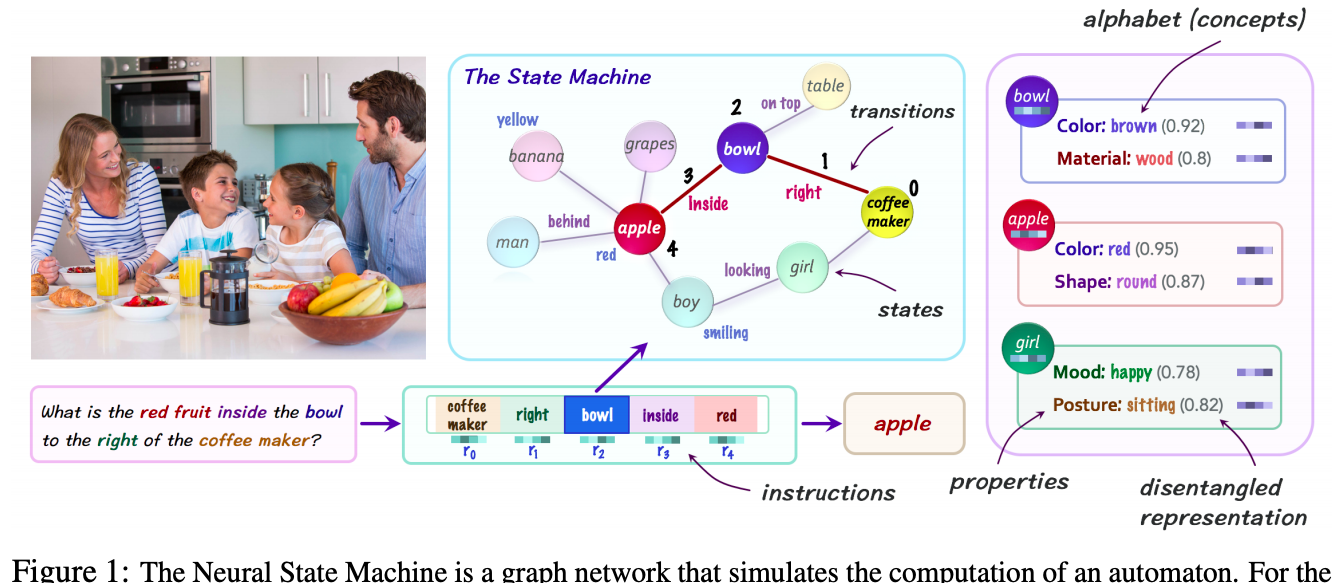 alphabet (concepts)
The State Machine
table
on top
transitions
yellow
banana
grapes
2
bowl
1
right
0
coffee
maker
3
Inside
man
behind
apple
red
4
looking
girl
states
boy
smiling
bowl
Color: brown (0.92)
Material: wood (0.8)
apple
Color: red (0.95)
Shape: round (0.87)
girl
Mood: happy (0.78)
Posture: sitting (0.82)
What is the red fruit inside the bowl
to the right of the coffee maker?
coffee
maker
right
bowl
inside
red
r0
r1
r2
r3
r4
apple
instructions
properties
disentangled
representation
Figure 1: The Neural State Machine is a graph network that simulates the computation of an automaton. For the